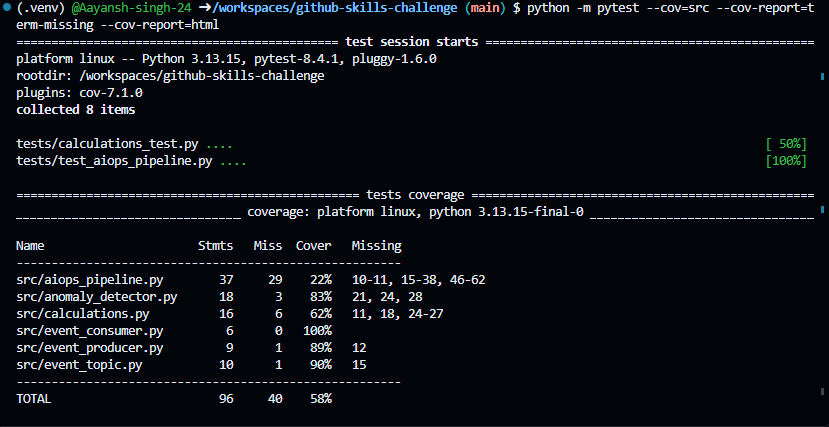 (.venv) @Aayansh-singh-24 ➜/workspaces/github-skills-challenge (main) $ python -m pytest --cov=src --cov-report=t
erm-missing --cov-report=html
============================================== test session starts ===============================================
platform linux -- Python 3.13.15, pytest-8.4.1, pluggy-1.6.0
rootdir: /workspaces/github-skills-challenge
plugins: cov-7.1.0
collected 8 items
tests/calculations_test.py .... [ 50%]
tests/test_aiops_pipeline.py .... [100%]
================================================= tests coverage =================================================
________________________________ coverage: platform linux, python 3.13.15-final-0 ________________________________
Name Stmts Miss Cover Missing
-------------------------------------------------------
src/aiops_pipeline.py 37 29 22% 10-11, 15-38, 46-62
src/anomaly_detector.py 18 3 83% 21, 24, 28
src/calculations.py 16 6 62% 11, 18, 24-27
src/event_consumer.py 6 0 100%
src/event_producer.py 9 1 89% 12
src/event_topic.py 10 1 90% 15
-------------------------------------------------------
TOTAL 96 40 58%